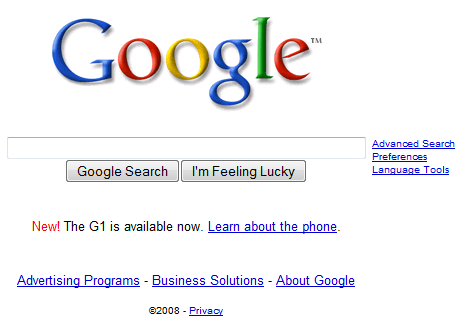 Google™
Advanced Search
Preferences
Language Tools
Google Search I'm Feeling Lucky
New! The G1 is available now. Learn about the phone.
Advertising Programs - Business Solutions - About Google
©2008 - Privacy